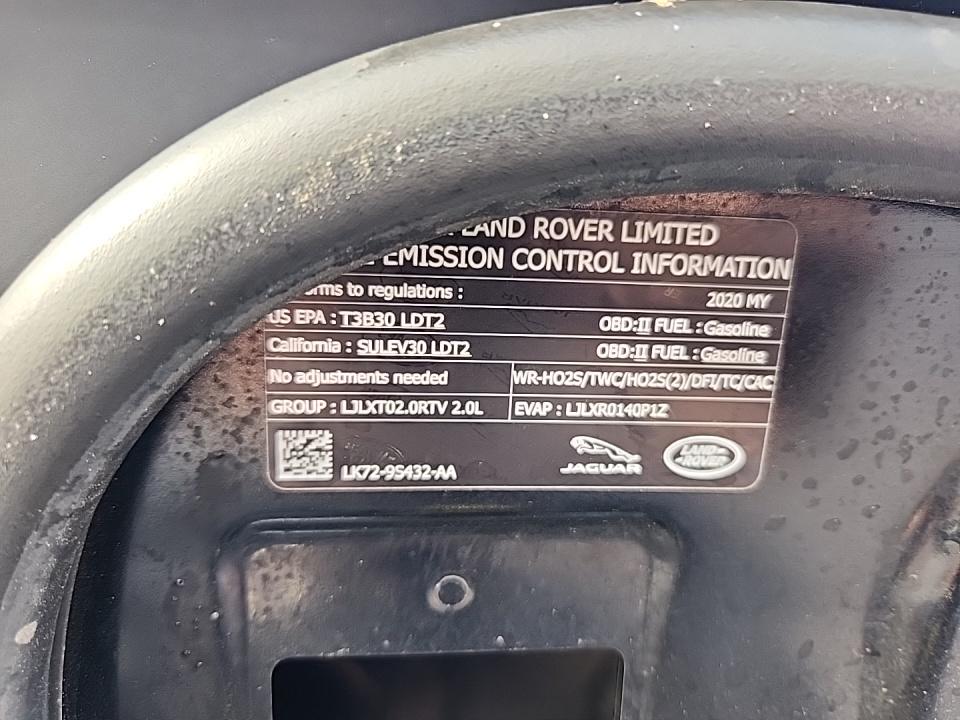 LAND ROVER LIMITED
EMISSION CONTROL INFORMATION
rms to regulations : 2020 MY
US EPA : T3B30 LDT2 OBD:II FUEL : Gasoline
California : SULEV30 LDT2 OBD:II FUEL : Gasoline
No adjustments needed WR-HO2S/TWC/HO2S(2)/DFI/TC/CAC
GROUP : LJLXT02.0RTV 2.0L EVAP : LJLXR0140P1Z
LK72-9S432-AA
JAGUAR
LAND ROVER